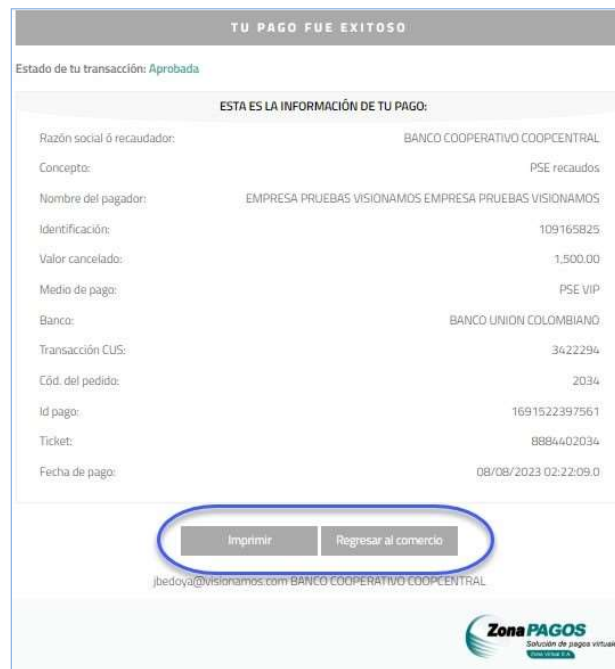 TU PAGO FUE EXITOSO
Estado de tu transacción: Aprobada
ESTA ES LA INFORMACIÓN DE TU PAGO:
Razón social ó recaudador: BANCO COOPERATIVO COOPCENTRAL
Concepto: PSE recaudos
Nombre del pagador: EMPRESA PRUEBAS VISIONAMOS EMPRESA PRUEBAS VISIONAMOS
Identificación: 109165825
Valor cancelado: 1,500.00
Medio de pago: PSE VIP
Banco: BANCO UNION COLOMBIANO
Transacción CUS: 3422294
Cód. del pedido: 2034
Id pago: 1691522397561
Ticket: 8884402034
Fecha de pago: 08/08/2023 02:22:09.0
Imprimir Regresar al comercio
jbedoya@visionamos.com BANCO COOPERATIVO COOPCENTRAL
ZonaPAGOS
Solución de pagos virtuales